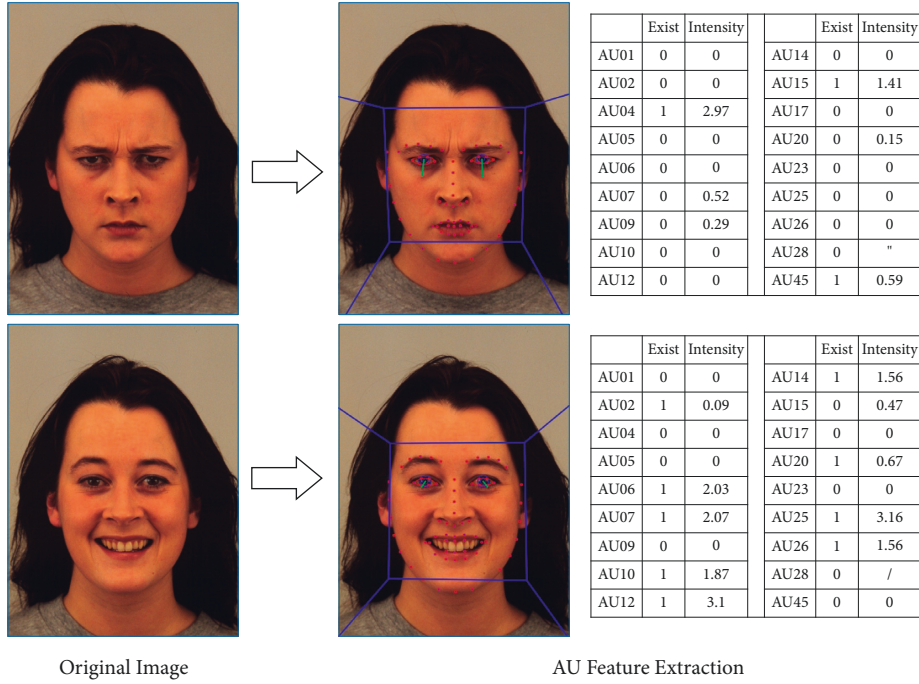 Exist Intensity Exist Intensity
AU01 0 0 AU14 0 0
AU02 0 0 AU15 1 1.41
AU04 1 2.97 AU17 0 0
AU05 0 0 AU20 0 0.15
AU06 0 0 AU23 0 0
AU07 0 0.52 AU25 0 0
AU09 0 0.29 AU26 0 0
AU10 0 0 AU28 0 "
AU12 0 0 AU45 1 0.59
Exist Intensity Exist Intensity
AU01 0 0 AU14 1 1.56
AU02 1 0.09 AU15 0 0.47
AU04 0 0 AU17 0 0
AU05 0 0 AU20 1 0.67
AU06 1 2.03 AU23 0 0
AU07 1 2.07 AU25 1 3.16
AU09 0 0 AU26 1 1.56
AU10 1 1.87 AU28 0 /
AU12 1 3.1 AU45 0 0
Original Image AU Feature Extraction